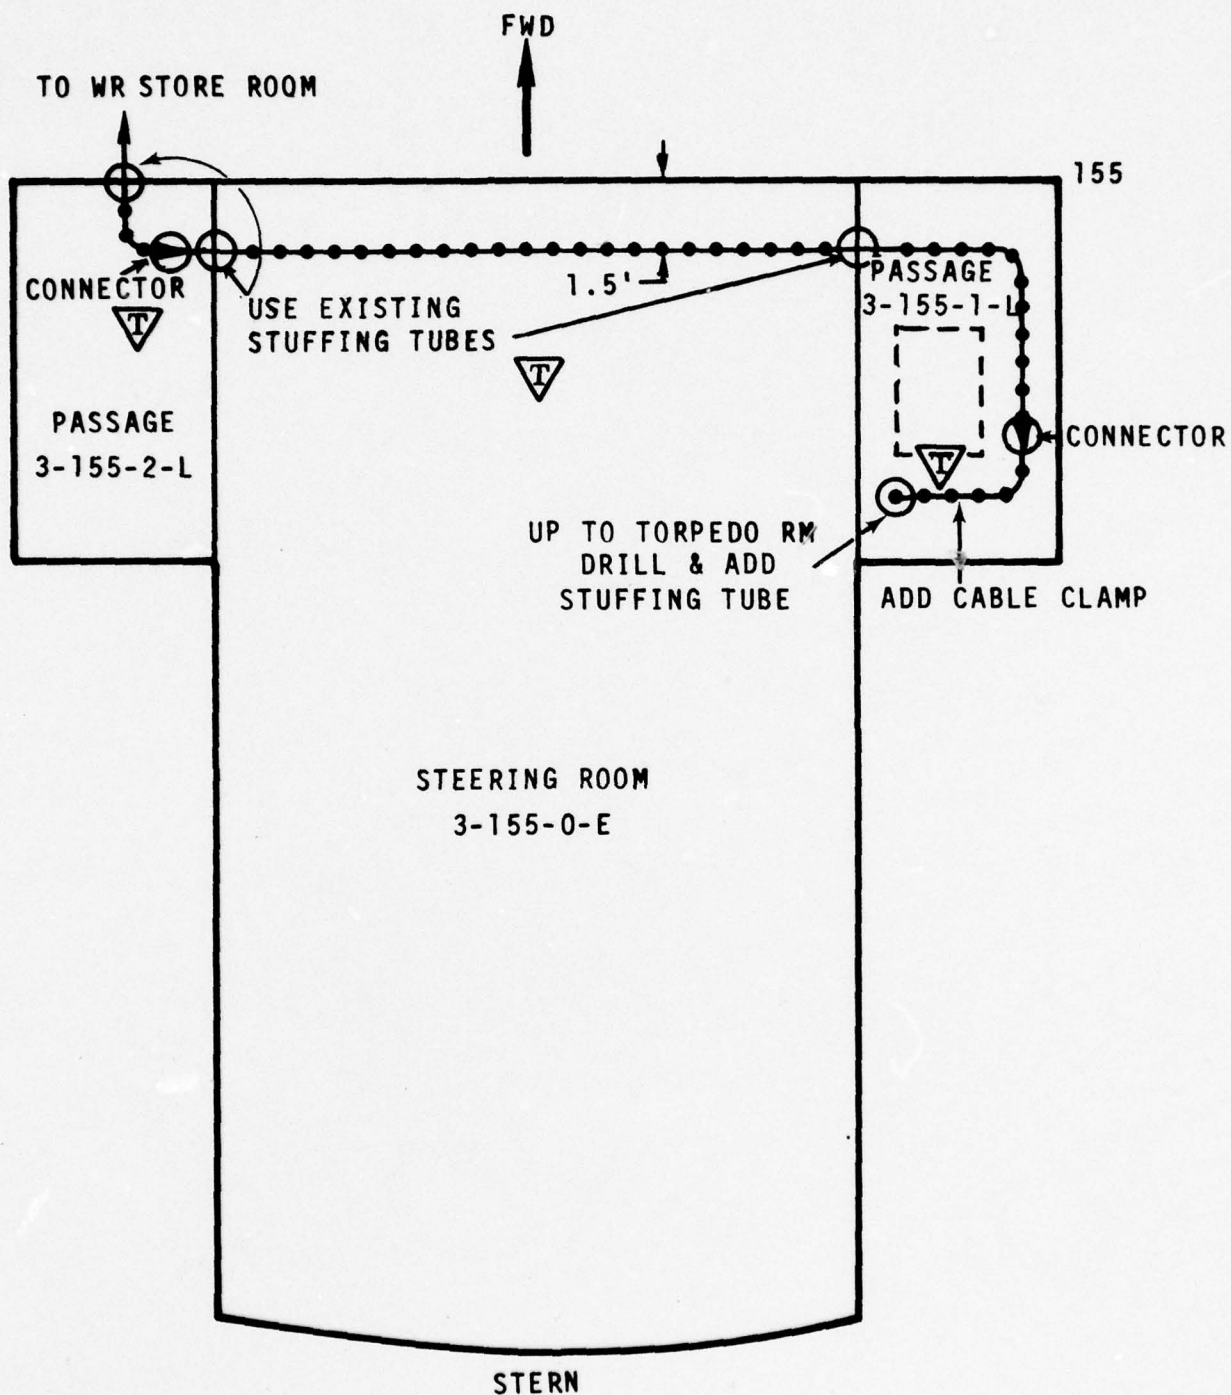 FWD
TO WR STORE ROOM
155
CONNECTOR
T
USE EXISTING
STUFFING TUBES
1.5'
PASSAGE
3-155-1-L
T
PASSAGE
3-155-2-L
T
CONNECTOR
UP TO TORPEDO RM
DRILL & ADD
STUFFING TUBE
ADD CABLE CLAMP
STEERING ROOM
3-155-0-E
STERN